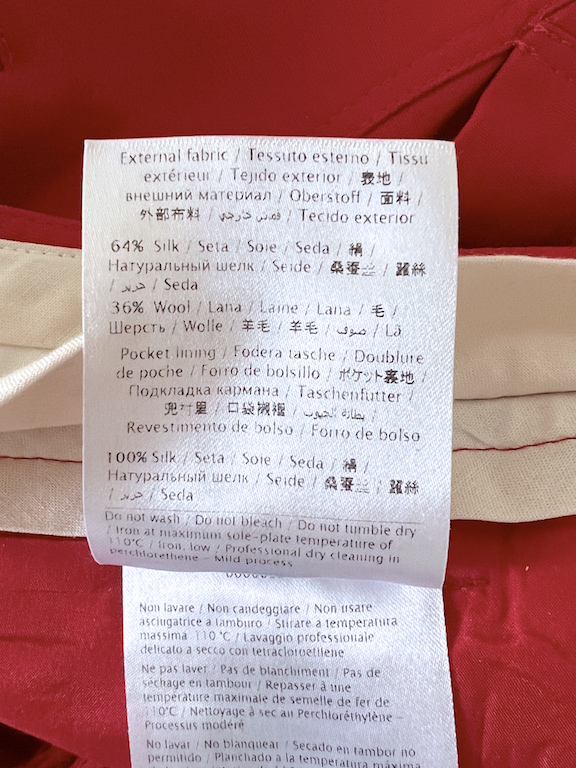 External fabric / Tessuto esterno / Tissu
extérieur / Tejido exterior / 表地 /
внешний материал / Oberstoff / 面料 /
外部布料 / قماش خارجي / Tecido exterior
64% Silk / Seta / Soie / Seda / 絹 /
Натуральный шелк / Seide / 桑蚕丝 / 蠶絲
/ حرير / Seda
36% Wool / Lana / Laine / Lana / 毛 /
Шерсть / Wolle / 羊毛 / 羊毛 / صوف / Lã
Pocket lining / Fodera tasche / Doublure
de poche / Forro de bolsillo / ポケット裏地 /
Подкладка кармана / Taschenfutter /
兜衬里 / 口袋襯裡 / بطانة الجيوب /
Revestimento de bolso / Forro de bolso
100% Silk / Seta / Soie / Seda / 絹 /
Натуральный шелк / Seide / 桑蚕丝 / 蠶絲
/ حرير / Seda
Do not wash / Do not bleach / Do not tumble dry
/ Iron at maximum sole-plate temperature of
110°C / Iron, low / Professional dry cleaning in
perchlorethene – Mild process
Non lavare / Non candeggiare / Non usare
asciugatrice a tamburo / Stirare a temperatura
massima 110 °C / Lavaggio professionale
delicato a secco con tetracloroetilene
Ne pas laver / Pas de blanchiment / Pas de
séchage en tambour / Repasser à une
température maximale de semelle de fer de
110°C / Nettoyage à sec au Perchloréthylène –
Processus modéré
No lavar / No blanquear / Secado en tambor no
permitido / Planchado a la temperatura máxima